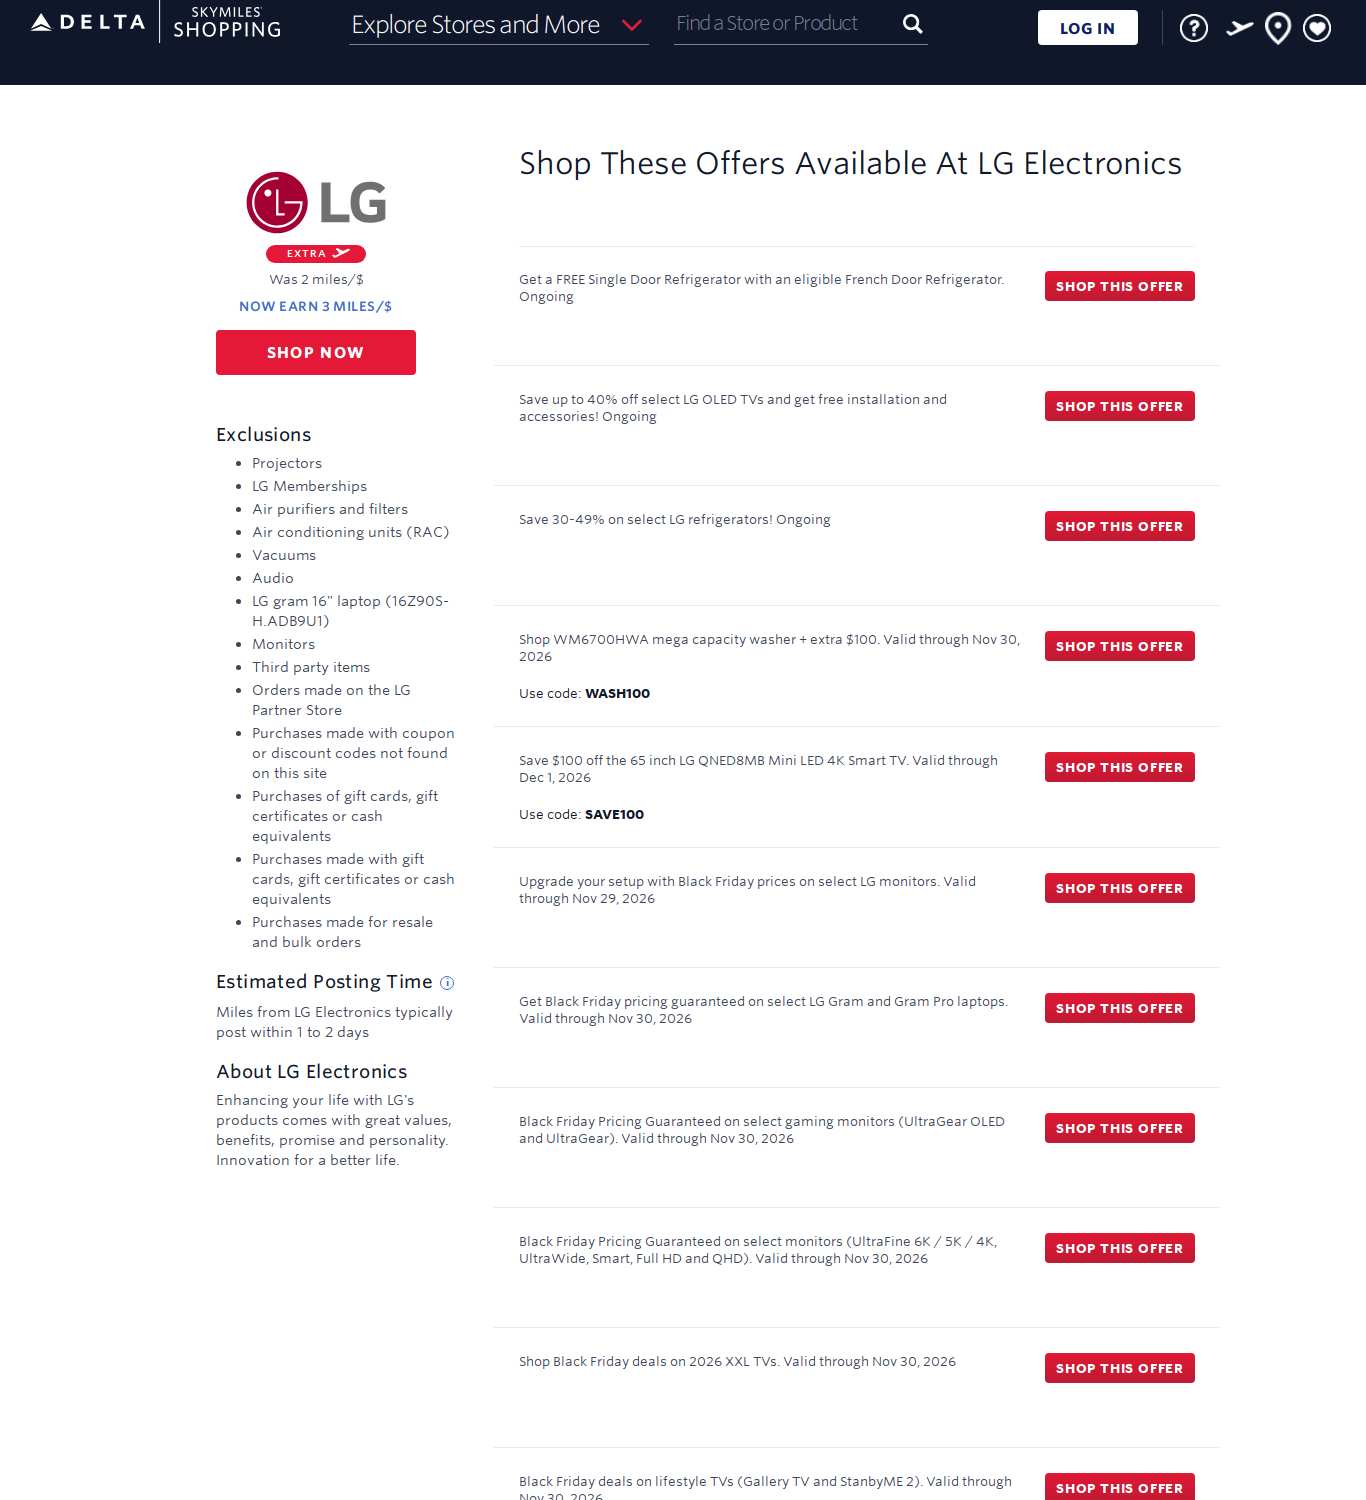 DELTA
SKYMILES®
SHOPPING
Explore Stores and More
Find a Store or Product
LOG IN
Shop These Offers Available At LG Electronics
LG
EXTRA
Was 2 miles/$
NOW EARN 3 MILES/$
SHOP NOW
Exclusions
• Projectors
• LG Memberships
• Air purifiers and filters
• Air conditioning units (RAC)
• Vacuums
• Audio
• LG gram 16" laptop (16Z90S-
H.ADB9U1)
• Monitors
• Third party items
• Orders made on the LG
Partner Store
• Purchases made with coupon
or discount codes not found
on this site
• Purchases of gift cards, gift
certificates or cash
equivalents
• Purchases made with gift
cards, gift certificates or cash
equivalents
• Purchases made for resale
and bulk orders
Estimated Posting Time
Miles from LG Electronics typically
post within 1 to 2 days
About LG Electronics
Enhancing your life with LG's
products comes with great values,
benefits, promise and personality.
Innovation for a better life.
Get a FREE Single Door Refrigerator with an eligible French Door Refrigerator.
Ongoing
SHOP THIS OFFER
Save up to 40% off select LG OLED TVs and get free installation and
accessories! Ongoing
SHOP THIS OFFER
Save 30-49% on select LG refrigerators! Ongoing
SHOP THIS OFFER
Shop WM6700HWA mega capacity washer + extra $100. Valid through Nov 30,
2026
Use code: WASH100
SHOP THIS OFFER
Save $100 off the 65 inch LG QNED8MB Mini LED 4K Smart TV. Valid through
Dec 1, 2026
Use code: SAVE100
SHOP THIS OFFER
Upgrade your setup with Black Friday prices on select LG monitors. Valid
through Nov 29, 2026
SHOP THIS OFFER
Get Black Friday pricing guaranteed on select LG Gram and Gram Pro laptops.
Valid through Nov 30, 2026
SHOP THIS OFFER
Black Friday Pricing Guaranteed on select gaming monitors (UltraGear OLED
and UltraGear). Valid through Nov 30, 2026
SHOP THIS OFFER
Black Friday Pricing Guaranteed on select monitors (UltraFine 6K / 5K / 4K,
UltraWide, Smart, Full HD and QHD). Valid through Nov 30, 2026
SHOP THIS OFFER
Shop Black Friday deals on 2026 XXL TVs. Valid through Nov 30, 2026
SHOP THIS OFFER
Black Friday deals on lifestyle TVs (Gallery TV and StanbyME 2). Valid through
Nov 30, 2026
SHOP THIS OFFER